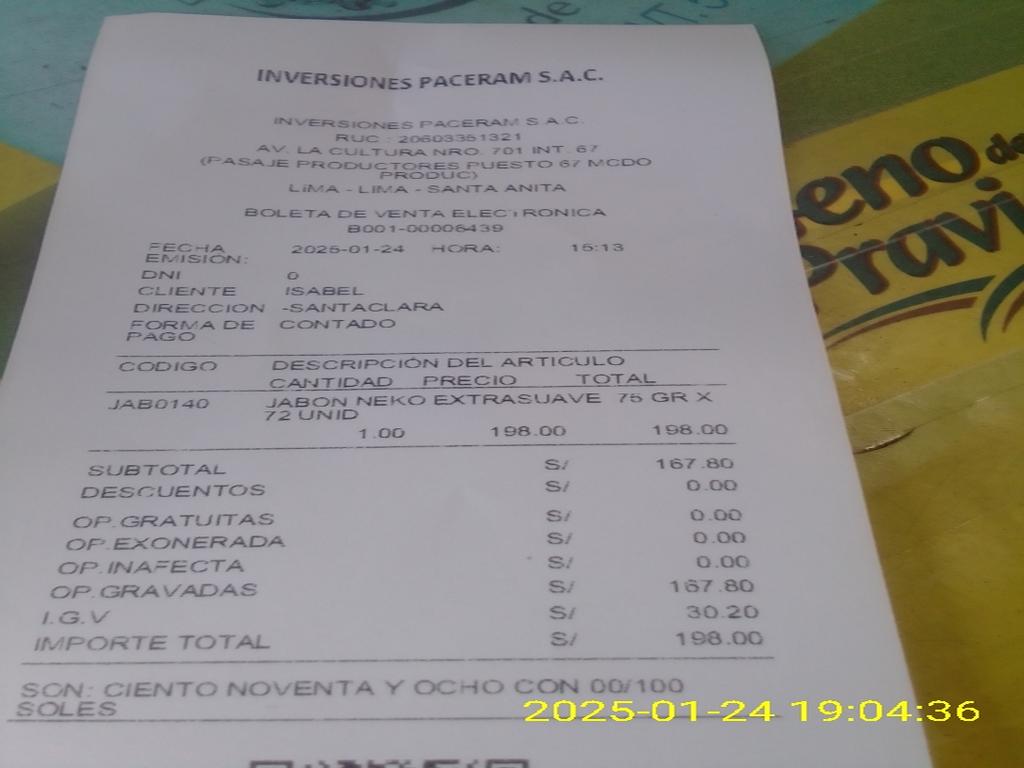 INVERSIONES PACERAM S.A.C.
INVERSIONES PACERAM S.A.C.
RUC : 20603351321
AV. LA CULTURA NRO. 701 INT. 67
(PASAJE PRODUCTORES PUESTO 67 MCDO
PRODUC)
LIMA - LIMA - SANTA ANITA
BOLETA DE VENTA ELECTRONICA
B001-00006439
FECHA EMISIÓN: 2025-01-24 HORA: 15:13
DNI 0
CLIENTE ISABEL
DIRECCION -SANTACLARA
FORMA DE PAGO CONTADO
CODIGO DESCRIPCIÓN DEL ARTICULO
CANTIDAD PRECIO TOTAL
JAB0140 JABON NEKO EXTRASUAVE 75 GR X
72 UNID
1.00 198.00 198.00
SUBTOTAL S/ 167.80
DESCUENTOS S/ 0.00
OP.GRATUITAS S/ 0.00
OP.EXONERADA S/ 0.00
OP.INAFECTA S/ 0.00
OP.GRAVADAS S/ 167.80
I.G.V S/ 30.20
IMPORTE TOTAL S/ 198.00
SON: CIENTO NOVENTA Y OCHO CON 00/100
SOLES
2025-01-24 19:04:36
eno de
Pravi
de